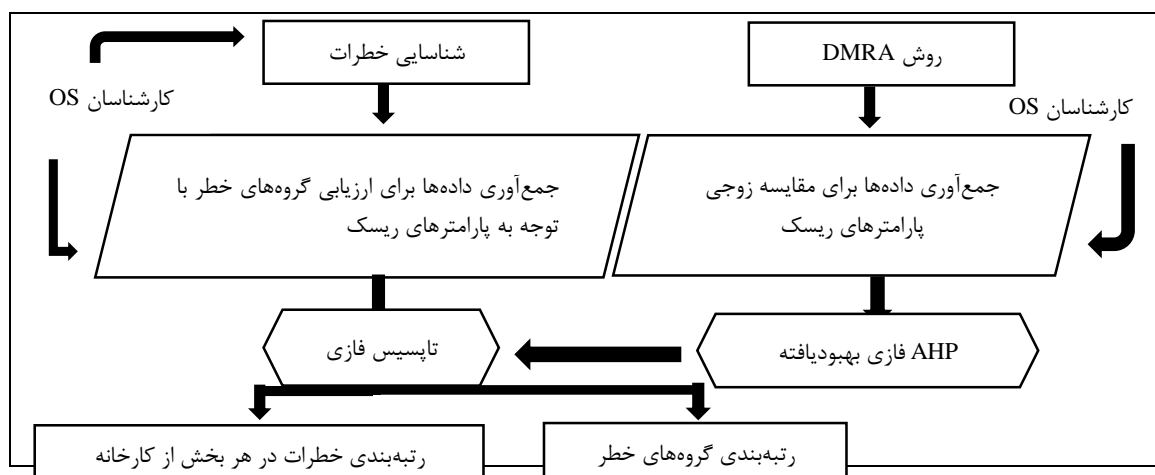 روش DMRA
شناسایی خطرات
کارشناسان OS
کارشناسان OS
جمع‌آوری داده‌ها برای مقایسه زوجی
پارامترهای ریسک
جمع‌آوری داده‌ها برای ارزیابی گروه‌های خطر با
توجه به پارامترهای ریسک
AHP فازی بهبودیافته
تاپسیس فازی
رتبه‌بندی گروه‌های خطر
رتبه‌بندی خطرات در هر بخش از کارخانه